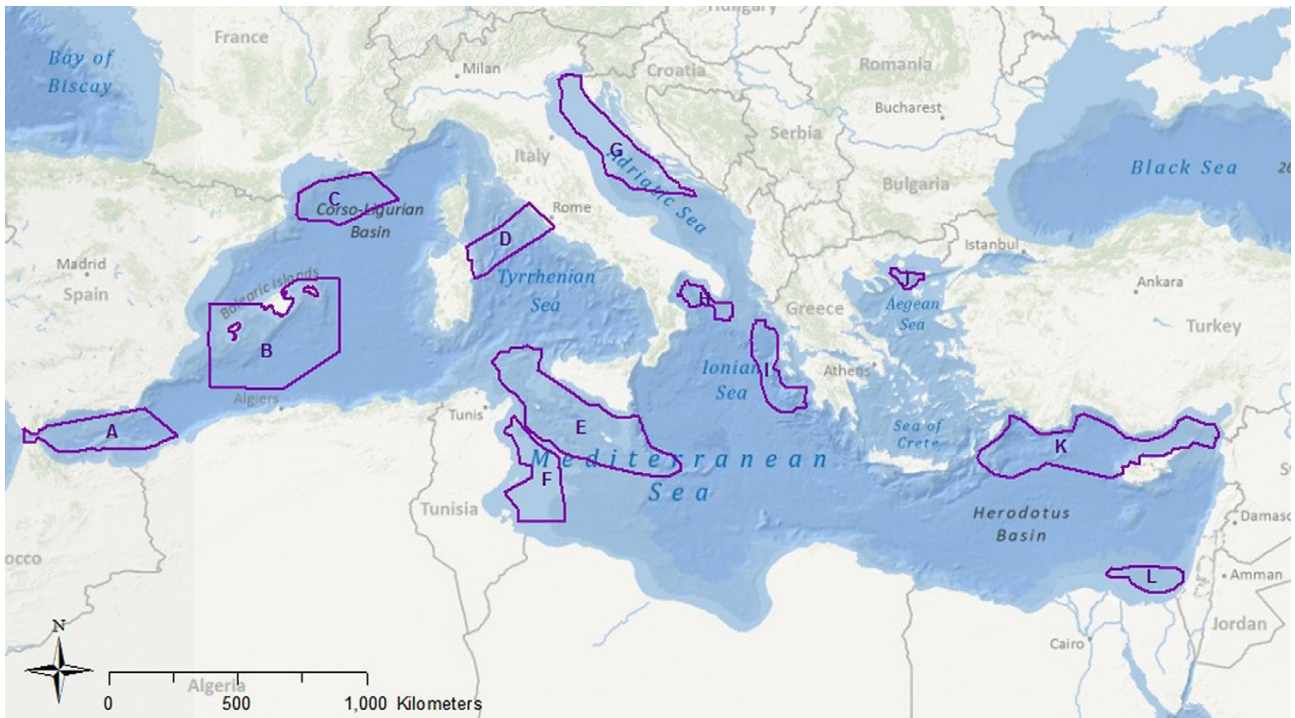 Hungary
France
Bay of
Biscay
Milan
Croatia
Romania
Bucharest
Serbia
Italy
G
Adriatic Sea
Black Sea
26
Bulgaria
C
Corso-Ligurian
Basin
Rome
D
Istanbul
Madrid
Spain
Balearic Islands
Tyrrhenian
Sea
J
Aegean
Sea
Ankara
H
Greece
Turkey
B
Ionian
Sea
I
Athens
Algiers
Tunis
A
E
Sea of
Crete
K
Mediterranean
Sea
F
Tunisia
Herodotus
Basin
Damasc
occo
L
Amman
Jordan
Cairo
N
Algeria
0 500 1,000 Kilometers